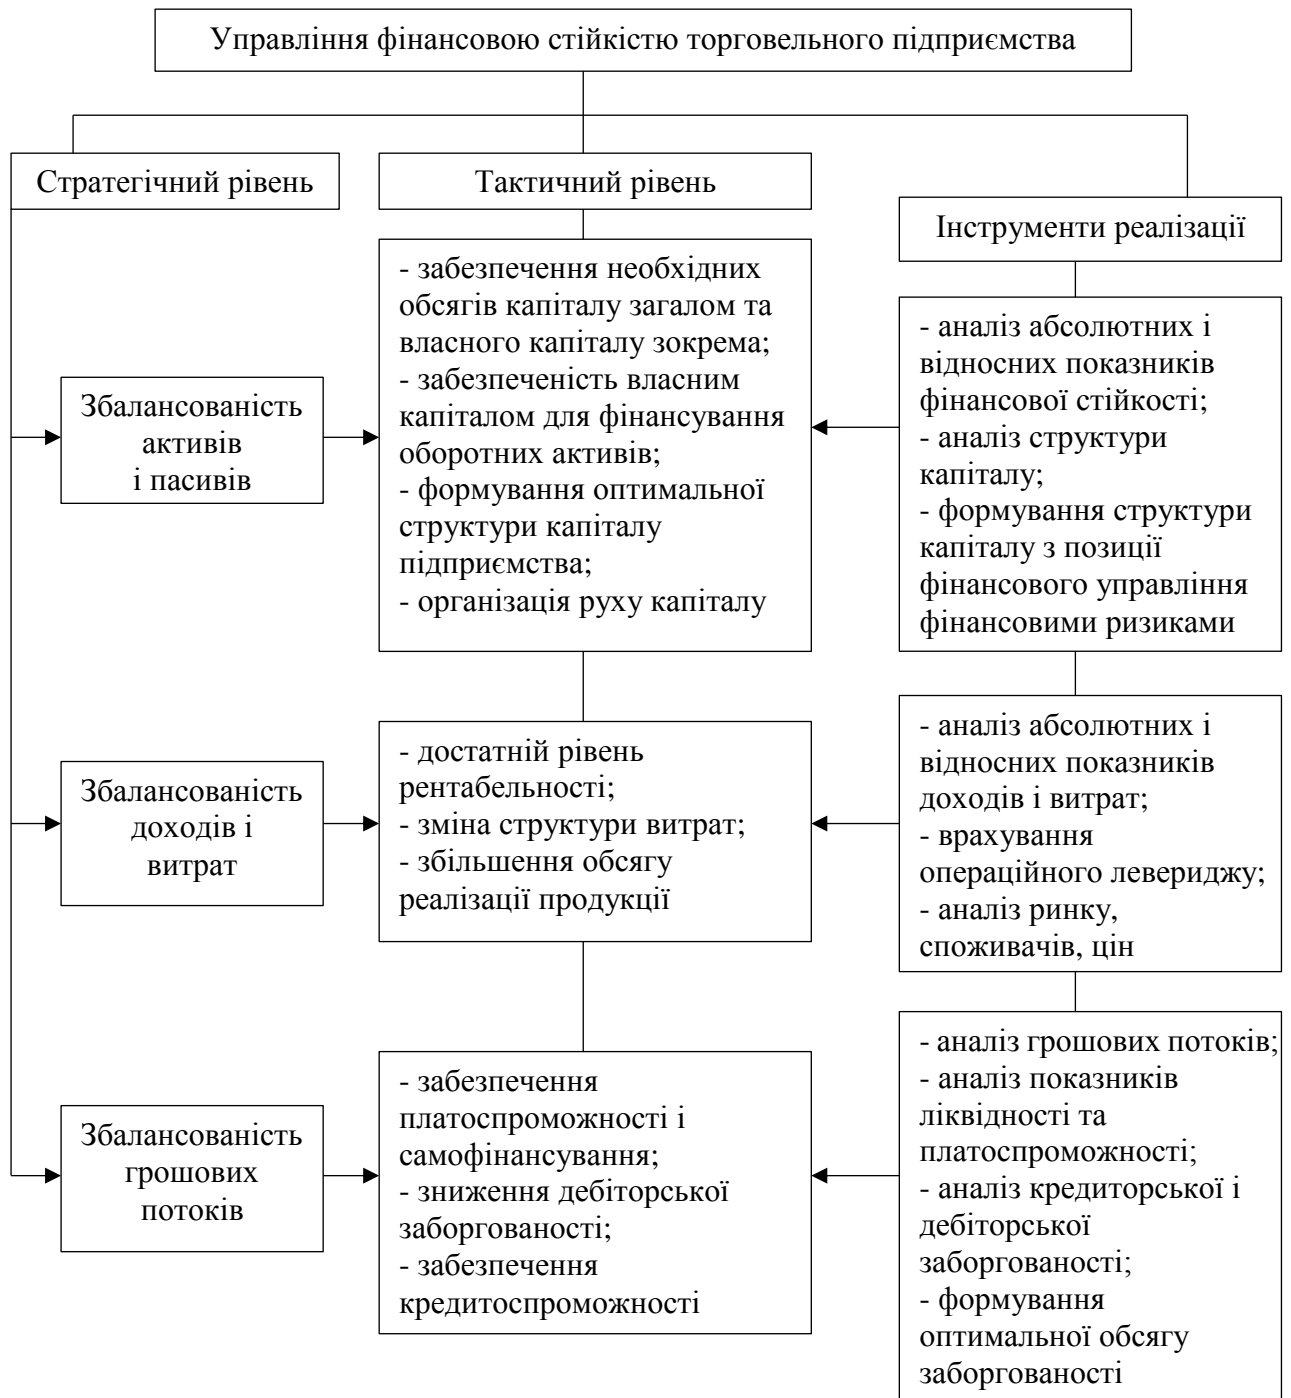 Управління фінансовою стійкістю торговельного підприємства
Стратегічний рівень
Тактичний рівень
Інструменти реалізації
Збалансованість
активів
і пасивів
- забезпечення необхідних
обсягів капіталу загалом та
власного капіталу зокрема;
- забезпеченість власним
капіталом для фінансування
оборотних активів;
- формування оптимальної
структури капіталу
підприємства;
- організація руху капіталу
- аналіз абсолютних і
відносних показників
фінансової стійкості;
- аналіз структури
капіталу;
- формування структури
капіталу з позиції
фінансового управління
фінансовими ризиками
Збалансованість
доходів і
витрат
- достатній рівень
рентабельності;
- зміна структури витрат;
- збільшення обсягу
реалізації продукції
- аналіз абсолютних і
відносних показників
доходів і витрат;
- врахування
операційного левериджу;
- аналіз ринку,
споживачів, цін
Збалансованість
грошових
потоків
- забезпечення
платоспроможності і
самофінансування;
- зниження дебіторської
заборгованості;
- забезпечення
кредитоспроможності
- аналіз грошових потоків;
- аналіз показників
ліквідності та
платоспроможності;
- аналіз кредиторської і
дебіторської
заборгованості;
- формування
оптимальної обсягу
заборгованості